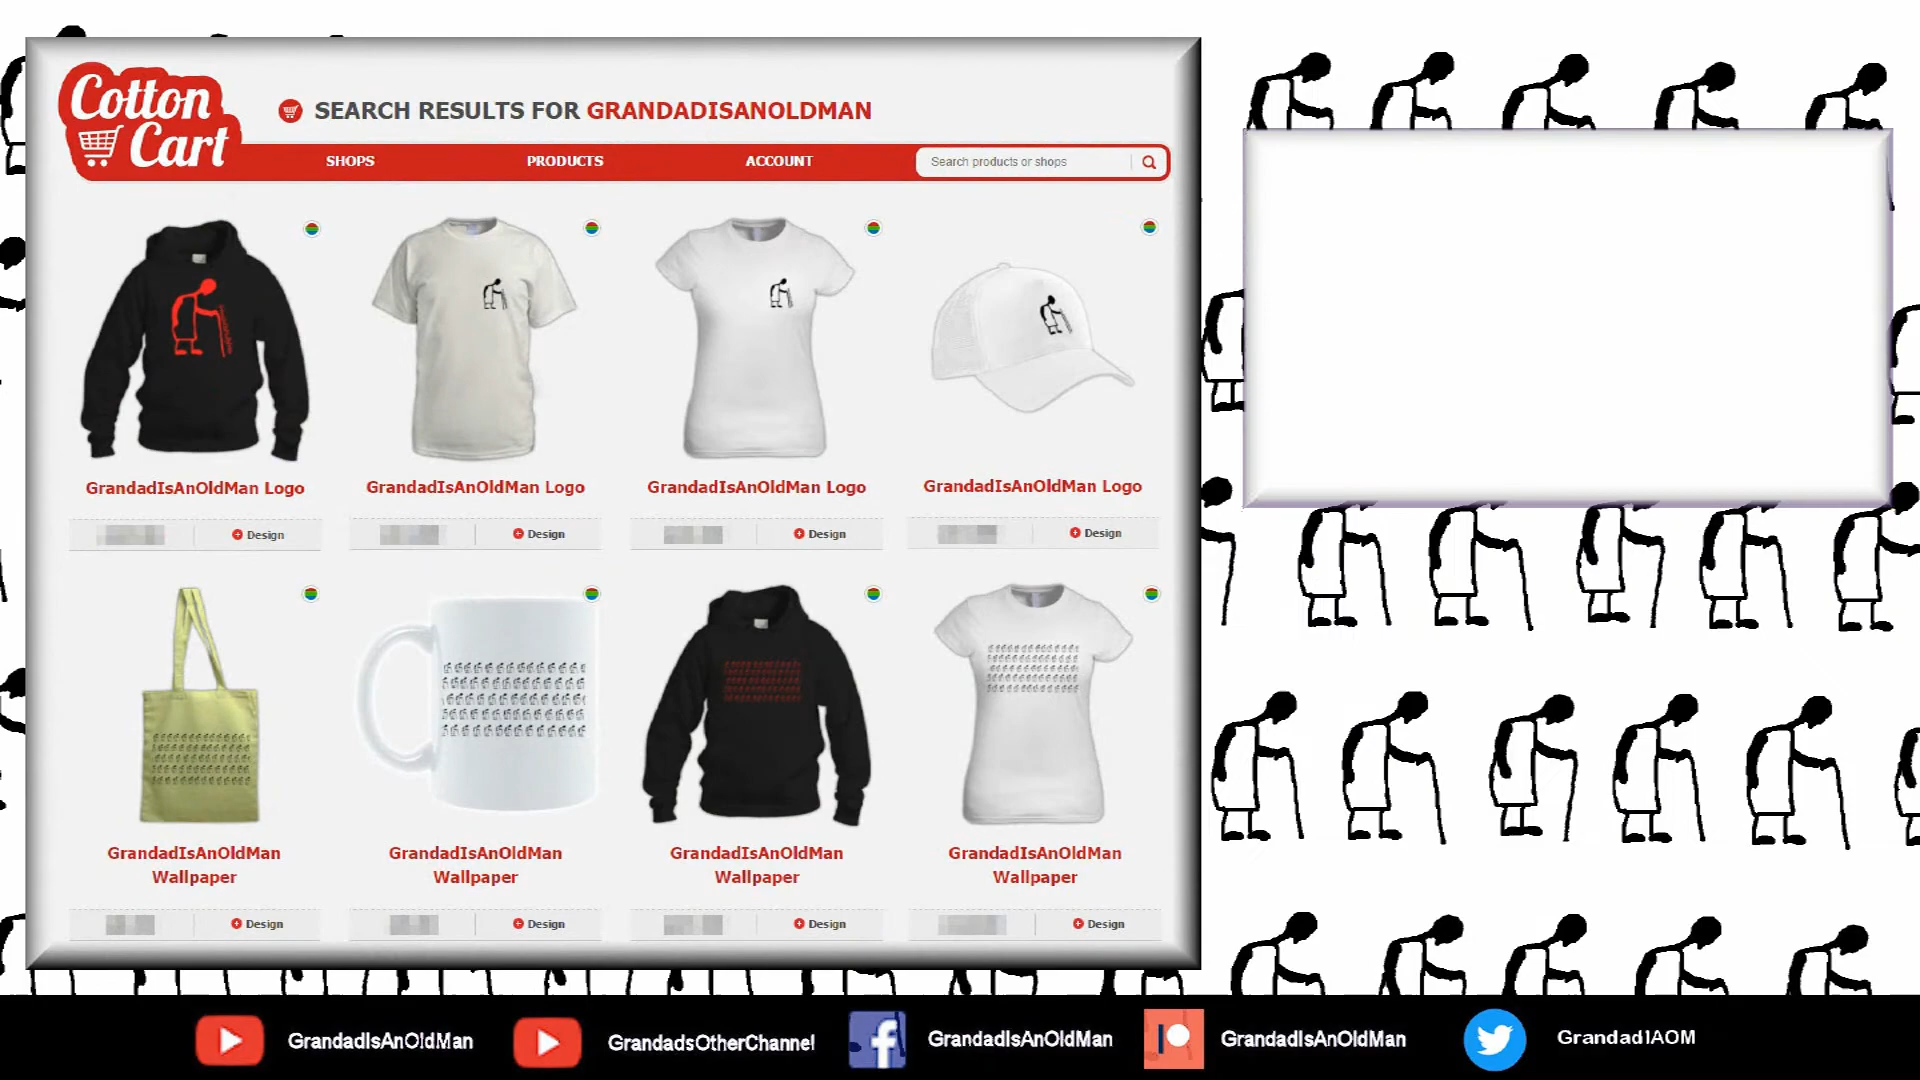 Cotton
Cart
SEARCH RESULTS FOR GRANDADISANOLDMAN
SHOPS
PRODUCTS
ACCOUNT
Search products or shops
GrandadIsAnOldMan Logo
GrandadIsAnOldMan Logo
GrandadIsAnOldMan Logo
GrandadIsAnOldMan Logo
Design
Design
Design
Design
GrandadIsAnOldMan
Wallpaper
GrandadIsAnOldMan
Wallpaper
GrandadIsAnOldMan
Wallpaper
GrandadIsAnOldMan
Wallpaper
Design
Design
Design
Design
GrandadIsAnOldMan
GrandadsOtherChannel
GrandadIsAnOldMan
GrandadIsAnOldMan
GrandadIAOM